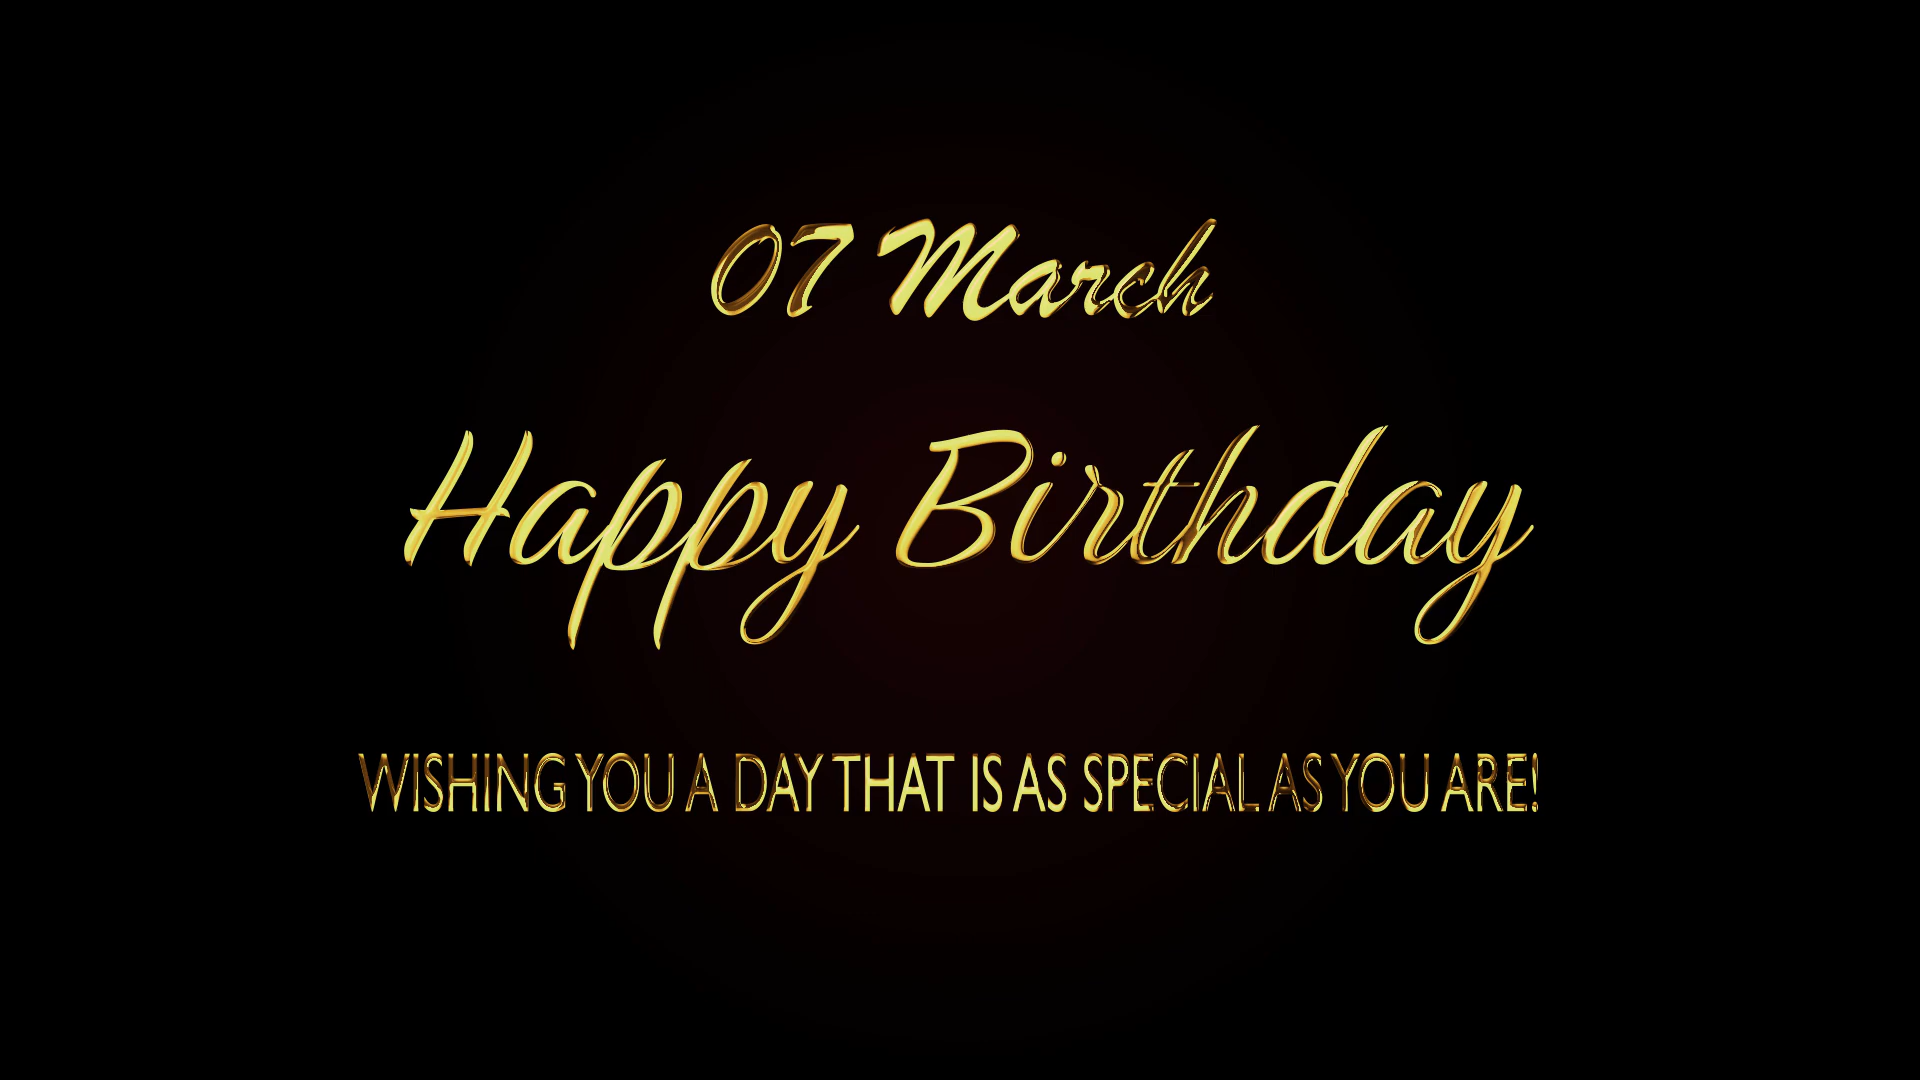 07 March
Happy Birthday
WISHING YOU A DAY THAT IS AS SPECIAL AS YOU ARE!